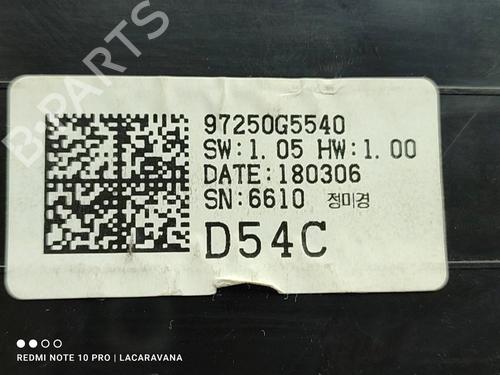 B-PARTS
97250G5540
SW:1.05 HW:1.00
DATE:180306
SN:6610 정미경
D54C
REDMI NOTE 10 PRO | LACARAVANA